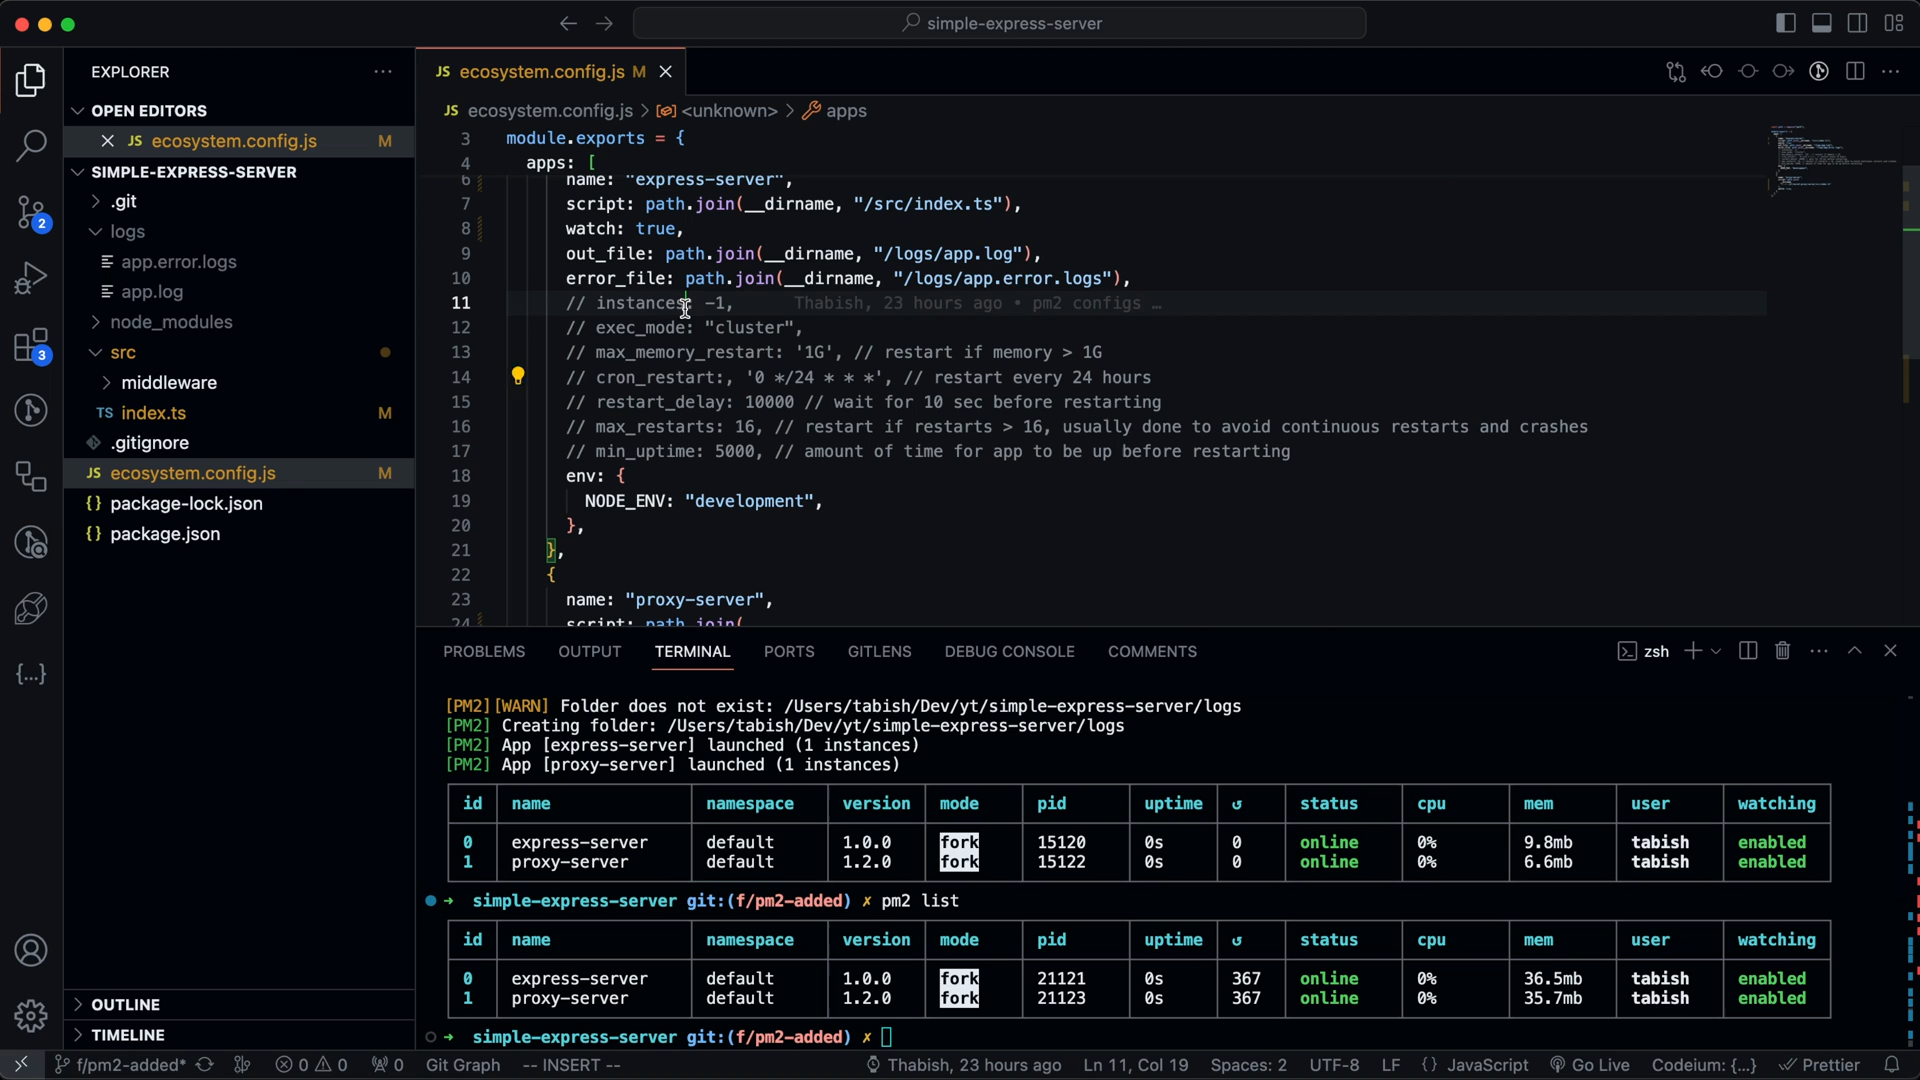 simple-express-server
EXPLORER
OPEN EDITORS
JS ecosystem.config.js M
SIMPLE-EXPRESS-SERVER
.git
logs
app.error.logs
app.log
node_modules
src
middleware
TS index.ts M
.gitignore
JS ecosystem.config.js M
{} package-lock.json
{} package.json
OUTLINE
TIMELINE
2
3
JS ecosystem.config.js M
JS ecosystem.config.js > <unknown> > apps
3 module.exports = {
4 apps: [
6 name: "express-server",
7 script: path.join(__dirname, "/src/index.ts"),
8 watch: true,
9 out_file: path.join(__dirname, "/logs/app.log"),
10 error_file: path.join(__dirname, "/logs/app.error.logs"),
11 // instances: -1, Thabish, 23 hours ago • pm2 configs …
12 // exec_mode: "cluster",
13 // max_memory_restart: '1G', // restart if memory > 1G
14 // cron_restart:, '0 */24 * * *', // restart every 24 hours
15 // restart_delay: 10000 // wait for 10 sec before restarting
16 // max_restarts: 16, // restart if restarts > 16, usually done to avoid continuous restarts and crashes
17 // min_uptime: 5000, // amount of time for app to be up before restarting
18 env: {
19 NODE_ENV: "development",
20 },
21 },
22 {
23 name: "proxy-server",
24 script: path.join(
PROBLEMS OUTPUT TERMINAL PORTS GITLENS DEBUG CONSOLE COMMENTS zsh
[PM2][WARN] Folder does not exist: /Users/tabish/Dev/yt/simple-express-server/logs
[PM2] Creating folder: /Users/tabish/Dev/yt/simple-express-server/logs
[PM2] App [express-server] launched (1 instances)
[PM2] App [proxy-server] launched (1 instances)
id name namespace version mode pid uptime ↺ status cpu mem user watching
0 express-server default 1.0.0 fork 15120 0s 0 online 0% 9.8mb tabish enabled
1 proxy-server default 1.2.0 fork 15122 0s 0 online 0% 6.6mb tabish enabled
→ simple-express-server git:(f/pm2-added) ✗ pm2 list
id name namespace version mode pid uptime ↺ status cpu mem user watching
0 express-server default 1.0.0 fork 21121 0s 367 online 0% 36.5mb tabish enabled
1 proxy-server default 1.2.0 fork 21123 0s 367 online 0% 35.7mb tabish enabled
→ simple-express-server git:(f/pm2-added) ✗
f/pm2-added* 0 0 0 Git Graph -- INSERT -- Thabish, 23 hours ago Ln 11, Col 19 Spaces: 2 UTF-8 LF {} JavaScript Go Live Codeium: {...} Prettier